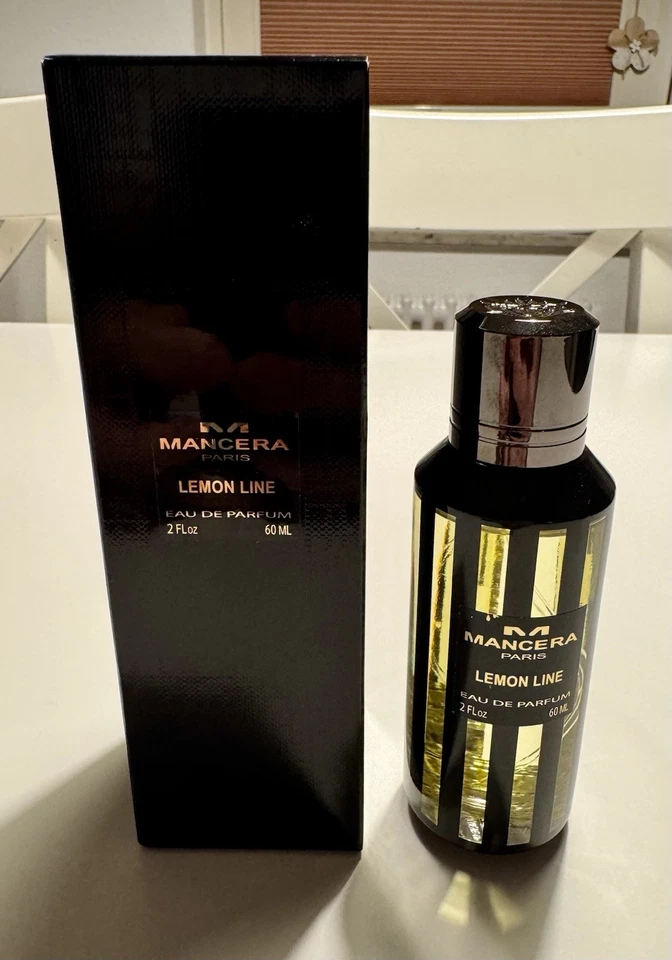 MANCERA
PARIS
LEMON LINE
EAU DE PARFUM
2 FLoz 60 ML
MANCERA
PARIS
LEMON LINE
EAU DE PARFUM
2 FLoz 60 ML